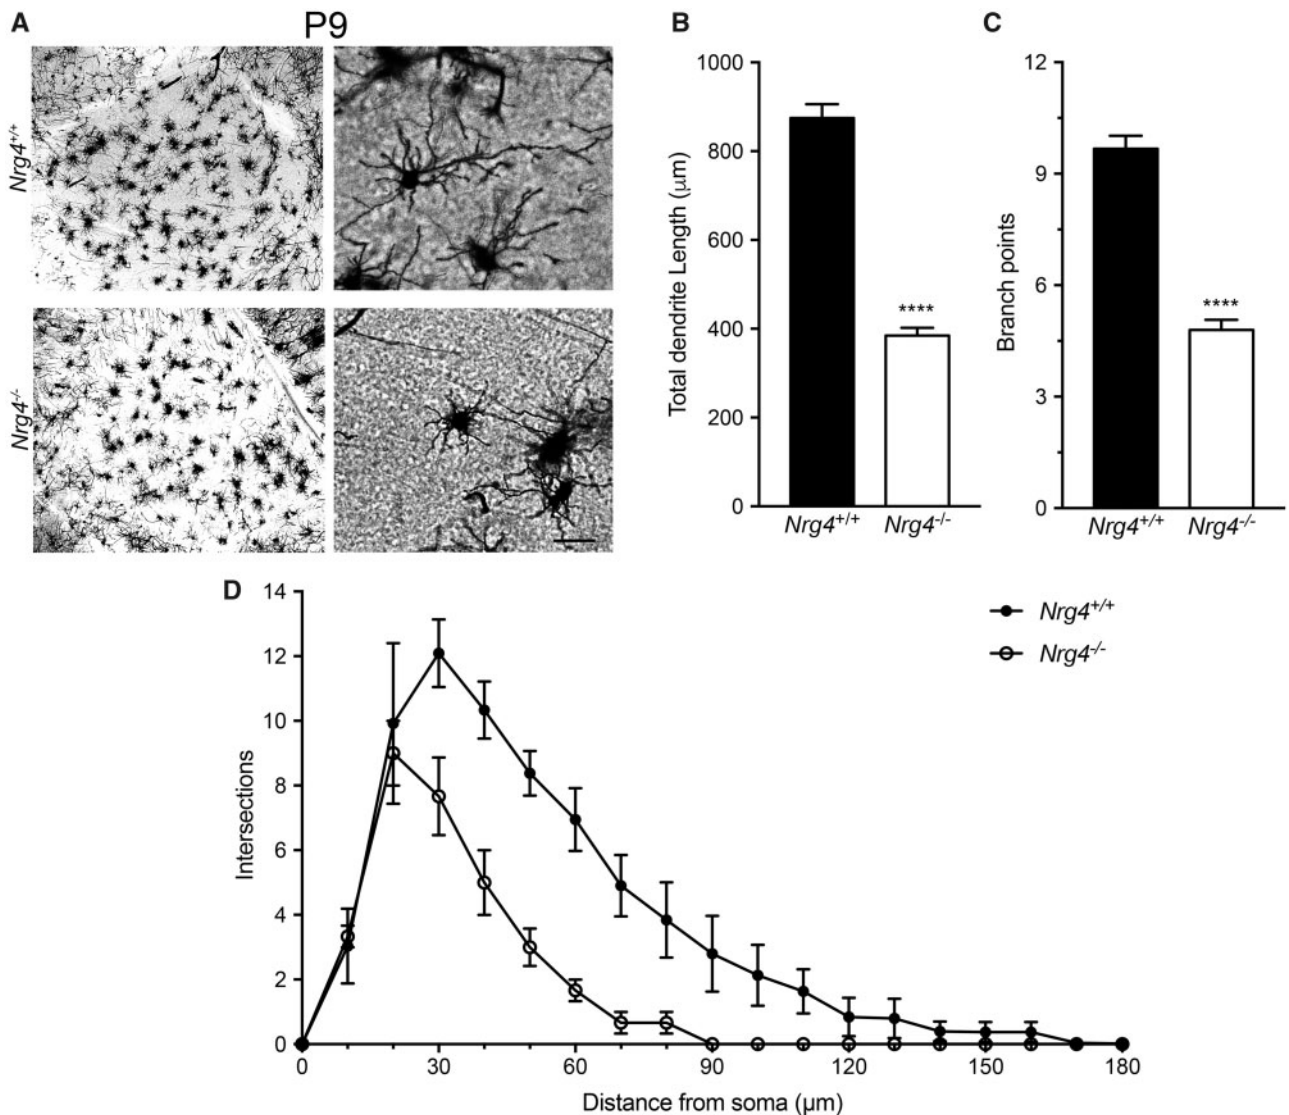 A
P9
Nrg4+/+
Nrg4-/-
B
1000
800
600
400
200
0
Total dendrite Length (μm)
****
Nrg4+/+ Nrg4-/-
C
12
9
6
3
0
Branch points
****
Nrg4+/+ Nrg4-/-
D
14
12
10
8
6
4
2
0
Intersections
0 30 60 90 120 150 180
Distance from soma (μm)
Nrg4+/+
Nrg4-/-